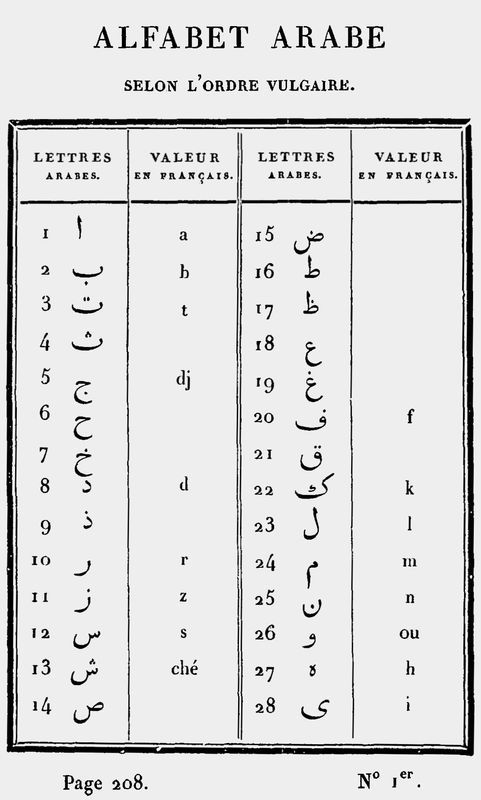 ALFABET ARABE
SELON L'ORDRE VULGAIRE.
LETTRES ARABES. VALEUR EN FRANÇAIS. LETTRES ARABES. VALEUR EN FRANÇAIS.
1 ا a 15 ض
2 ب b 16 ط
3 ت t 17 ظ
4 ث 18 ع
5 ج dj 19 غ
6 ح 20 ف f
7 خ 21 ق
8 د d 22 ك k
9 ذ 23 ل l
10 ر r 24 م m
11 ز z 25 ن n
12 س s 26 و ou
13 ش ché 27 ه h
14 ص 28 ى i
Page 208. Nº 1er.